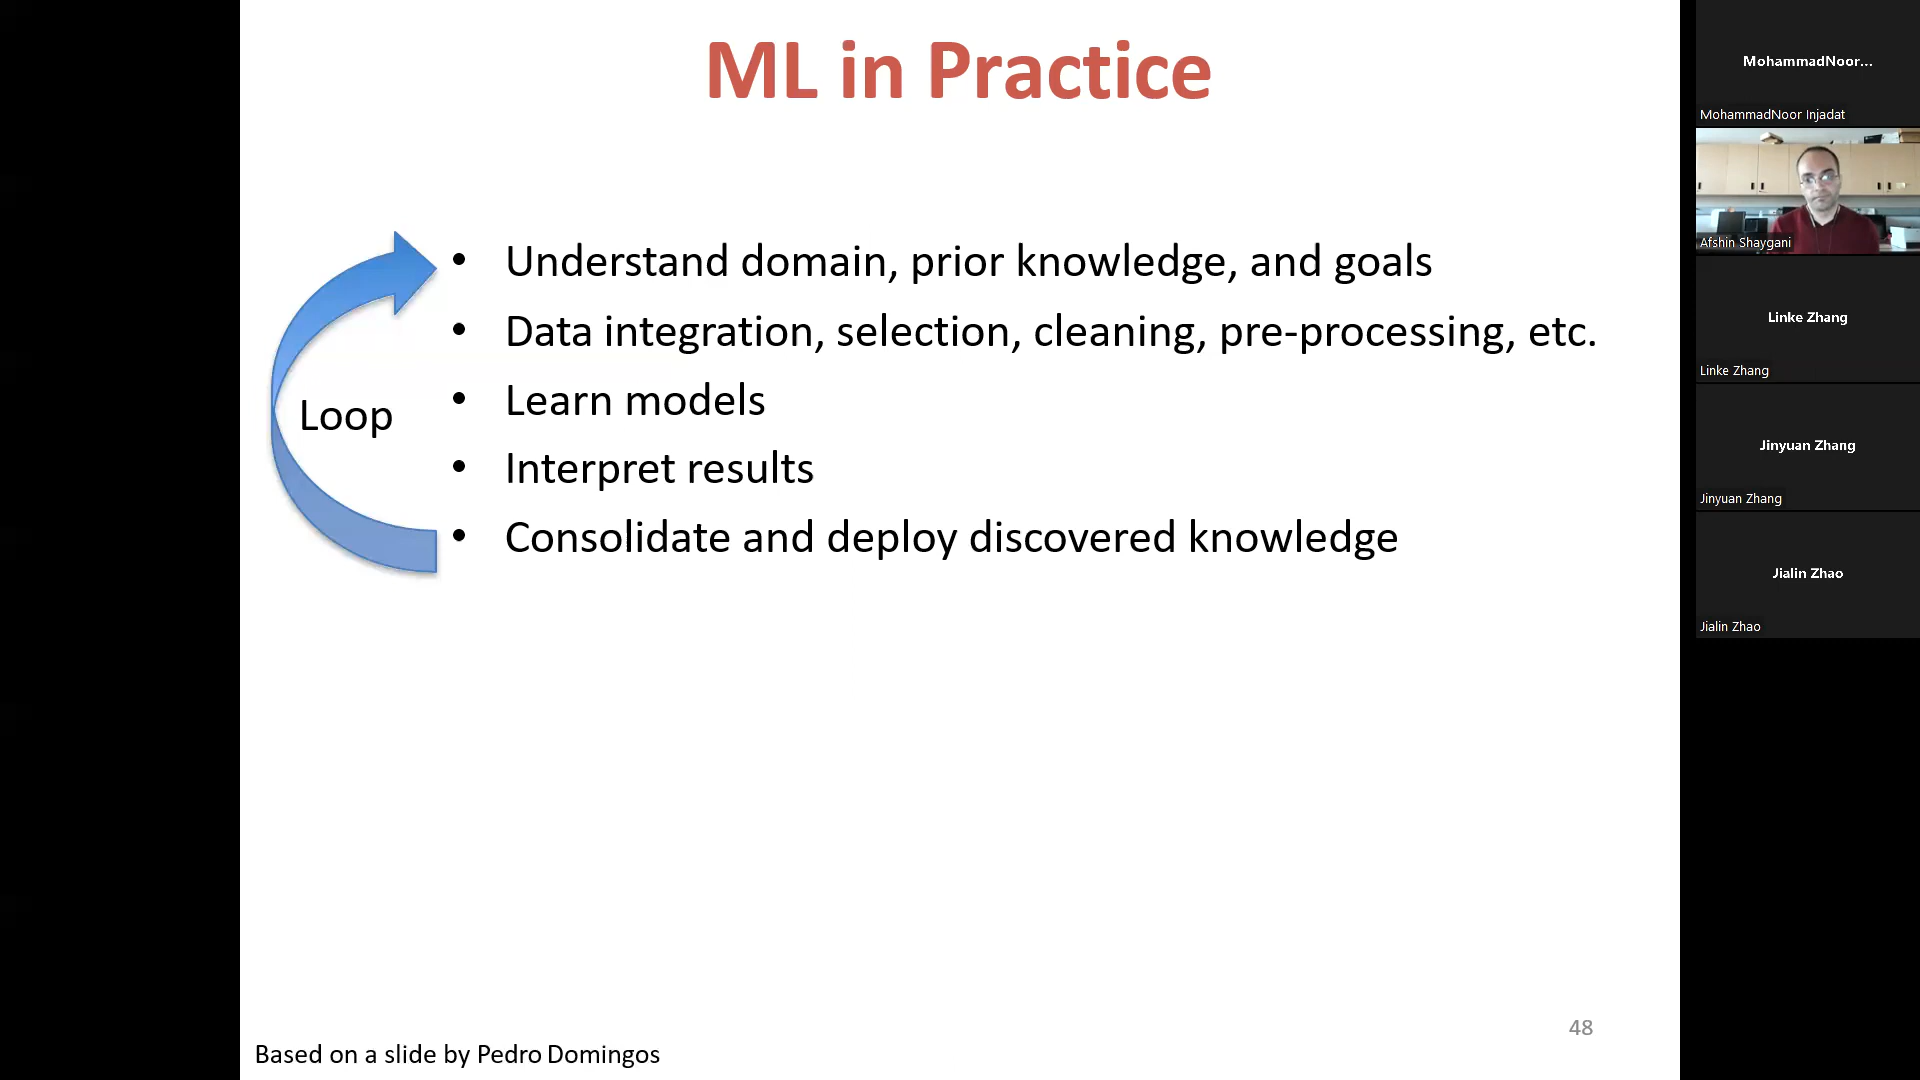 ML in Practice
Loop
• Understand domain, prior knowledge, and goals
• Data integration, selection, cleaning, pre-processing, etc.
• Learn models
• Interpret results
• Consolidate and deploy discovered knowledge
48
Based on a slide by Pedro Domingos
MohammadNoor...
MohammadNoor Injadat
Afshin Shaygani
Linke Zhang
Linke Zhang
Jinyuan Zhang
Jinyuan Zhang
Jialin Zhao
Jialin Zhao